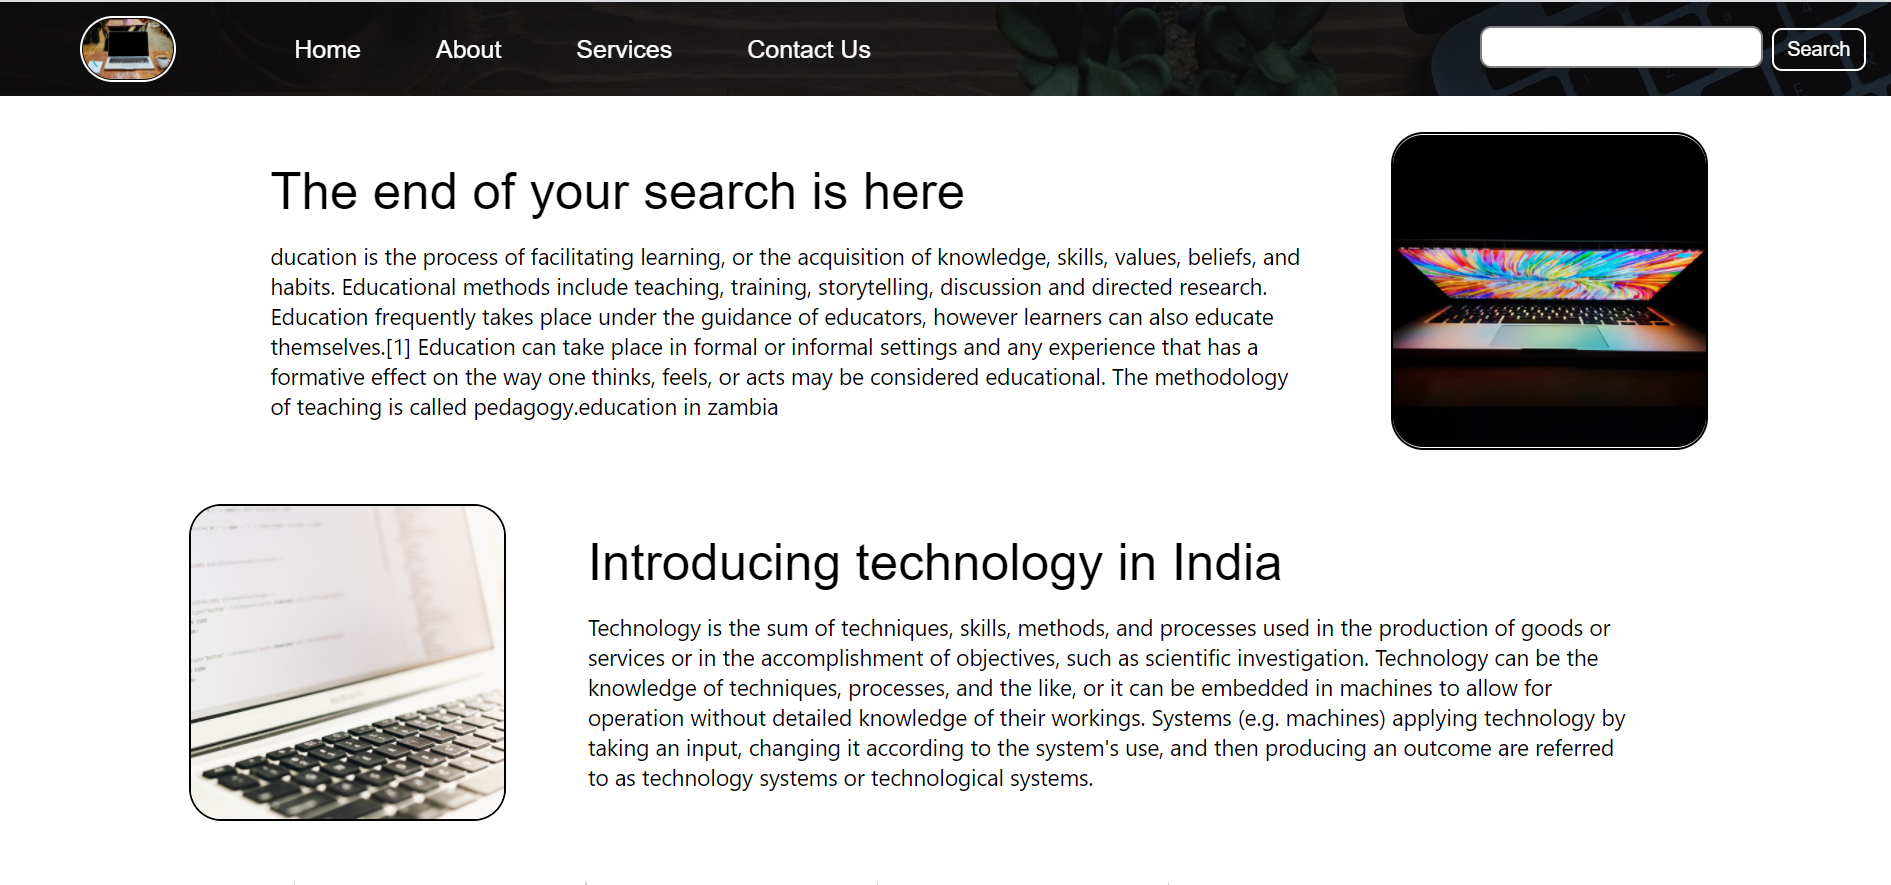 Home About Services Contact Us Search
The end of your search is here
ducation is the process of facilitating learning, or the acquisition of knowledge, skills, values, beliefs, and
habits. Educational methods include teaching, training, storytelling, discussion and directed research.
Education frequently takes place under the guidance of educators, however learners can also educate
themselves.[1] Education can take place in formal or informal settings and any experience that has a
formative effect on the way one thinks, feels, or acts may be considered educational. The methodology
of teaching is called pedagogy.education in zambia
Introducing technology in India
Technology is the sum of techniques, skills, methods, and processes used in the production of goods or
services or in the accomplishment of objectives, such as scientific investigation. Technology can be the
knowledge of techniques, processes, and the like, or it can be embedded in machines to allow for
operation without detailed knowledge of their workings. Systems (e.g. machines) applying technology by
taking an input, changing it according to the system's use, and then producing an outcome are referred
to as technology systems or technological systems.